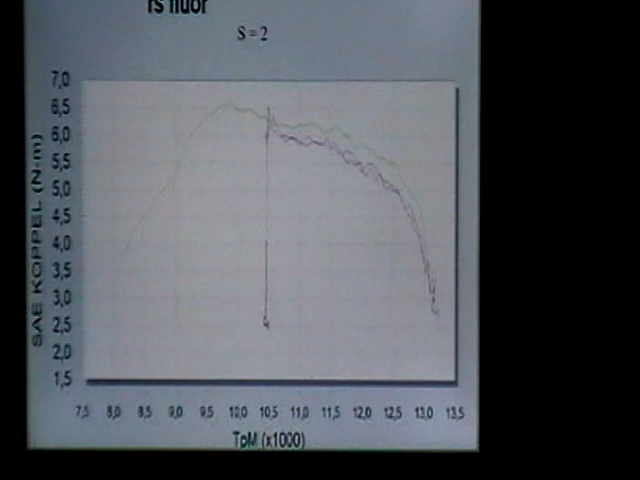 rs fluor
S = 2
SAE KOPPEL (N-m)
7,0
6,5
6,0
5,5
5,0
4,5
4,0
3,5
3,0
2,5
2,0
1,5
7,5 8,0 8,5 9,0 9,5 10,0 10,5 11,0 11,5 12,0 12,5 13,0 13,5
TpM (x1000)